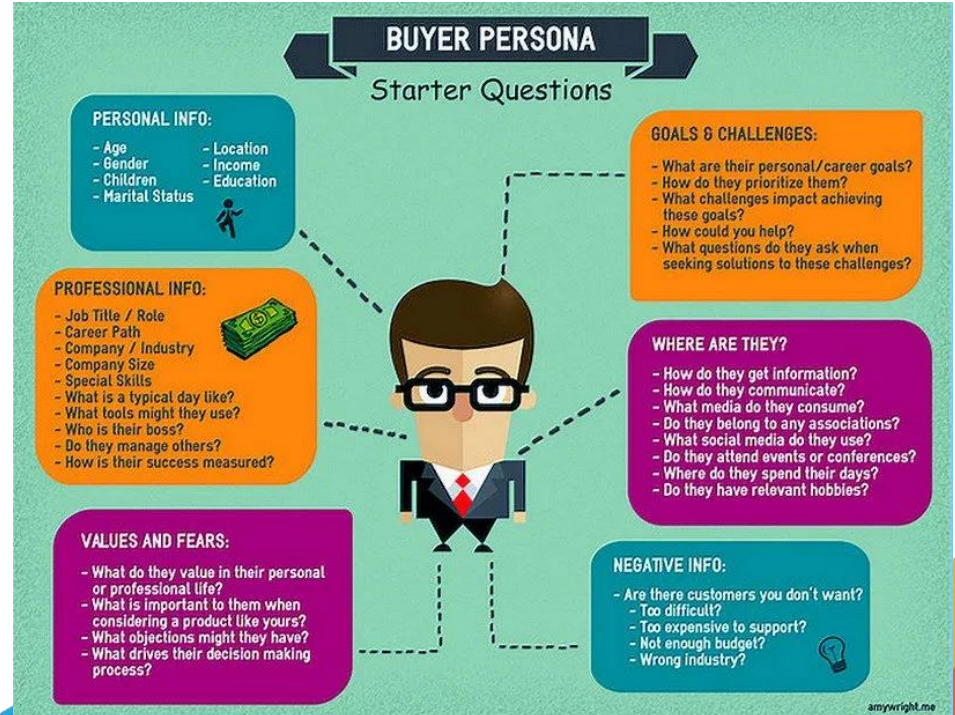 BUYER PERSONA
Starter Questions
PERSONAL INFO:
- Age
- Gender
- Children
- Marital Status
- Location
- Income
- Education
PROFESSIONAL INFO:
- Job Title / Role
- Career Path
- Company / Industry
- Company Size
- Special Skills
- What is a typical day like?
- What tools might they use?
- Who is their boss?
- Do they manage others?
- How is their success measured?
VALUES AND FEARS:
- What do they value in their personal
or professional life?
- What is important to them when
considering a product like yours?
- What objections might they have?
- What drives their decision making
process?
GOALS & CHALLENGES:
- What are their personal/career goals?
- How do they prioritize them?
- What challenges impact achieving
these goals?
- How could you help?
- What questions do they ask when
seeking solutions to these challenges?
WHERE ARE THEY?
- How do they get information?
- How do they communicate?
- What media do they consume?
- Do they belong to any associations?
- What social media do they use?
- Do they attend events or conferences?
- Where do they spend their days?
- Do they have relevant hobbies?
NEGATIVE INFO:
- Are there customers you don't want?
- Too difficult?
- Too expensive to support?
- Not enough budget?
- Wrong industry?
amywright.me